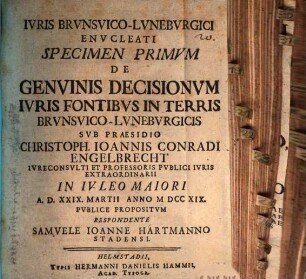 IVRIS BRVNSVICO-LVNEBVRGICI
ENVCLEATI
SPECIMEN PRIMVM
DE
GENVINIS DECISIONVM
IVRIS FONTIBVS IN TERRIS
BRVNSVICO-LVNEBVRGICIS
SVB PRAESIDIO
CHRISTOPH. IOANNIS CONRADI
ENGELBRECHT
IVRECONSVLTI ET PROFESSORIS PVBLICI IVRIS
EXTRAORDINARII
IN IVLEO MAIORI
A. D. XXIX. MARTII ANNO M DCC XIX.
PVBLICE PROPOSITVM
RESPONDENTE
SAMVELE IOANNE HARTMANNO
STADENSI.
HELMSTADII,
TYPIS HERMANNI DANIELIS HAMMII,
ACAD. TYPOGR.